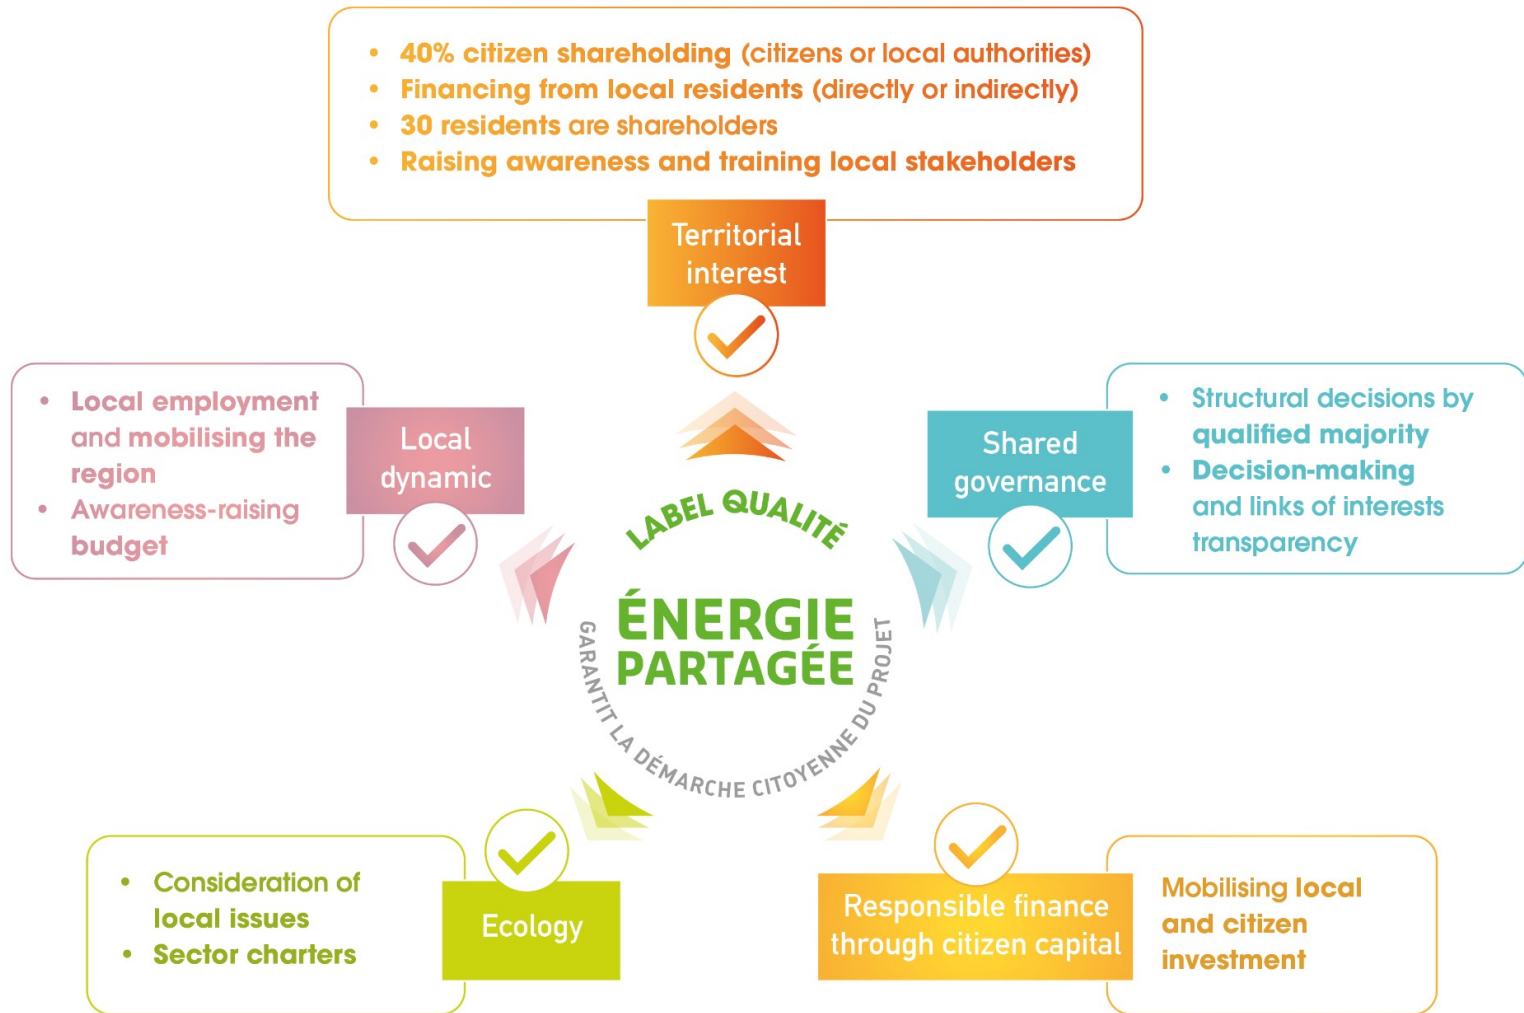 • 40% citizen shareholding (citizens or local authorities)
• Financing from local residents (directly or indirectly)
• 30 residents are shareholders
• Raising awareness and training local stakeholders
Territorial
interest
• Local employment
and mobilising the
region
• Awareness-raising
budget
Local
dynamic
Shared
governance
• Structural decisions by
qualified majority
• Decision-making
and links of interests
transparency
LABEL QUALITÉ
ÉNERGIE
PARTAGÉE
GARANTIT LA DÉMARCHE CITOYENNE DU PROJET
• Consideration of
local issues
• Sector charters
Ecology
Responsible finance
through citizen capital
Mobilising local
and citizen
investment